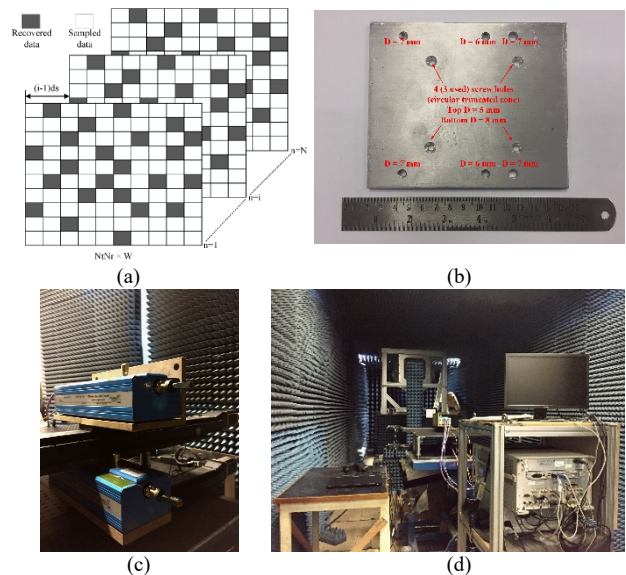 Recovered data
Sampled data
(i-1)ds
n=N
n=i
n=1
NtNr × W
(a)
D = 7 mm
D = 6 mm
D = 7 mm
4 (3 used) screw holes
(circular truncated cone)
Top D = 5 mm
Bottom D = 8 mm
D = 7 mm
D = 6 mm
D = 7 mm
(b)
(c)
(d)